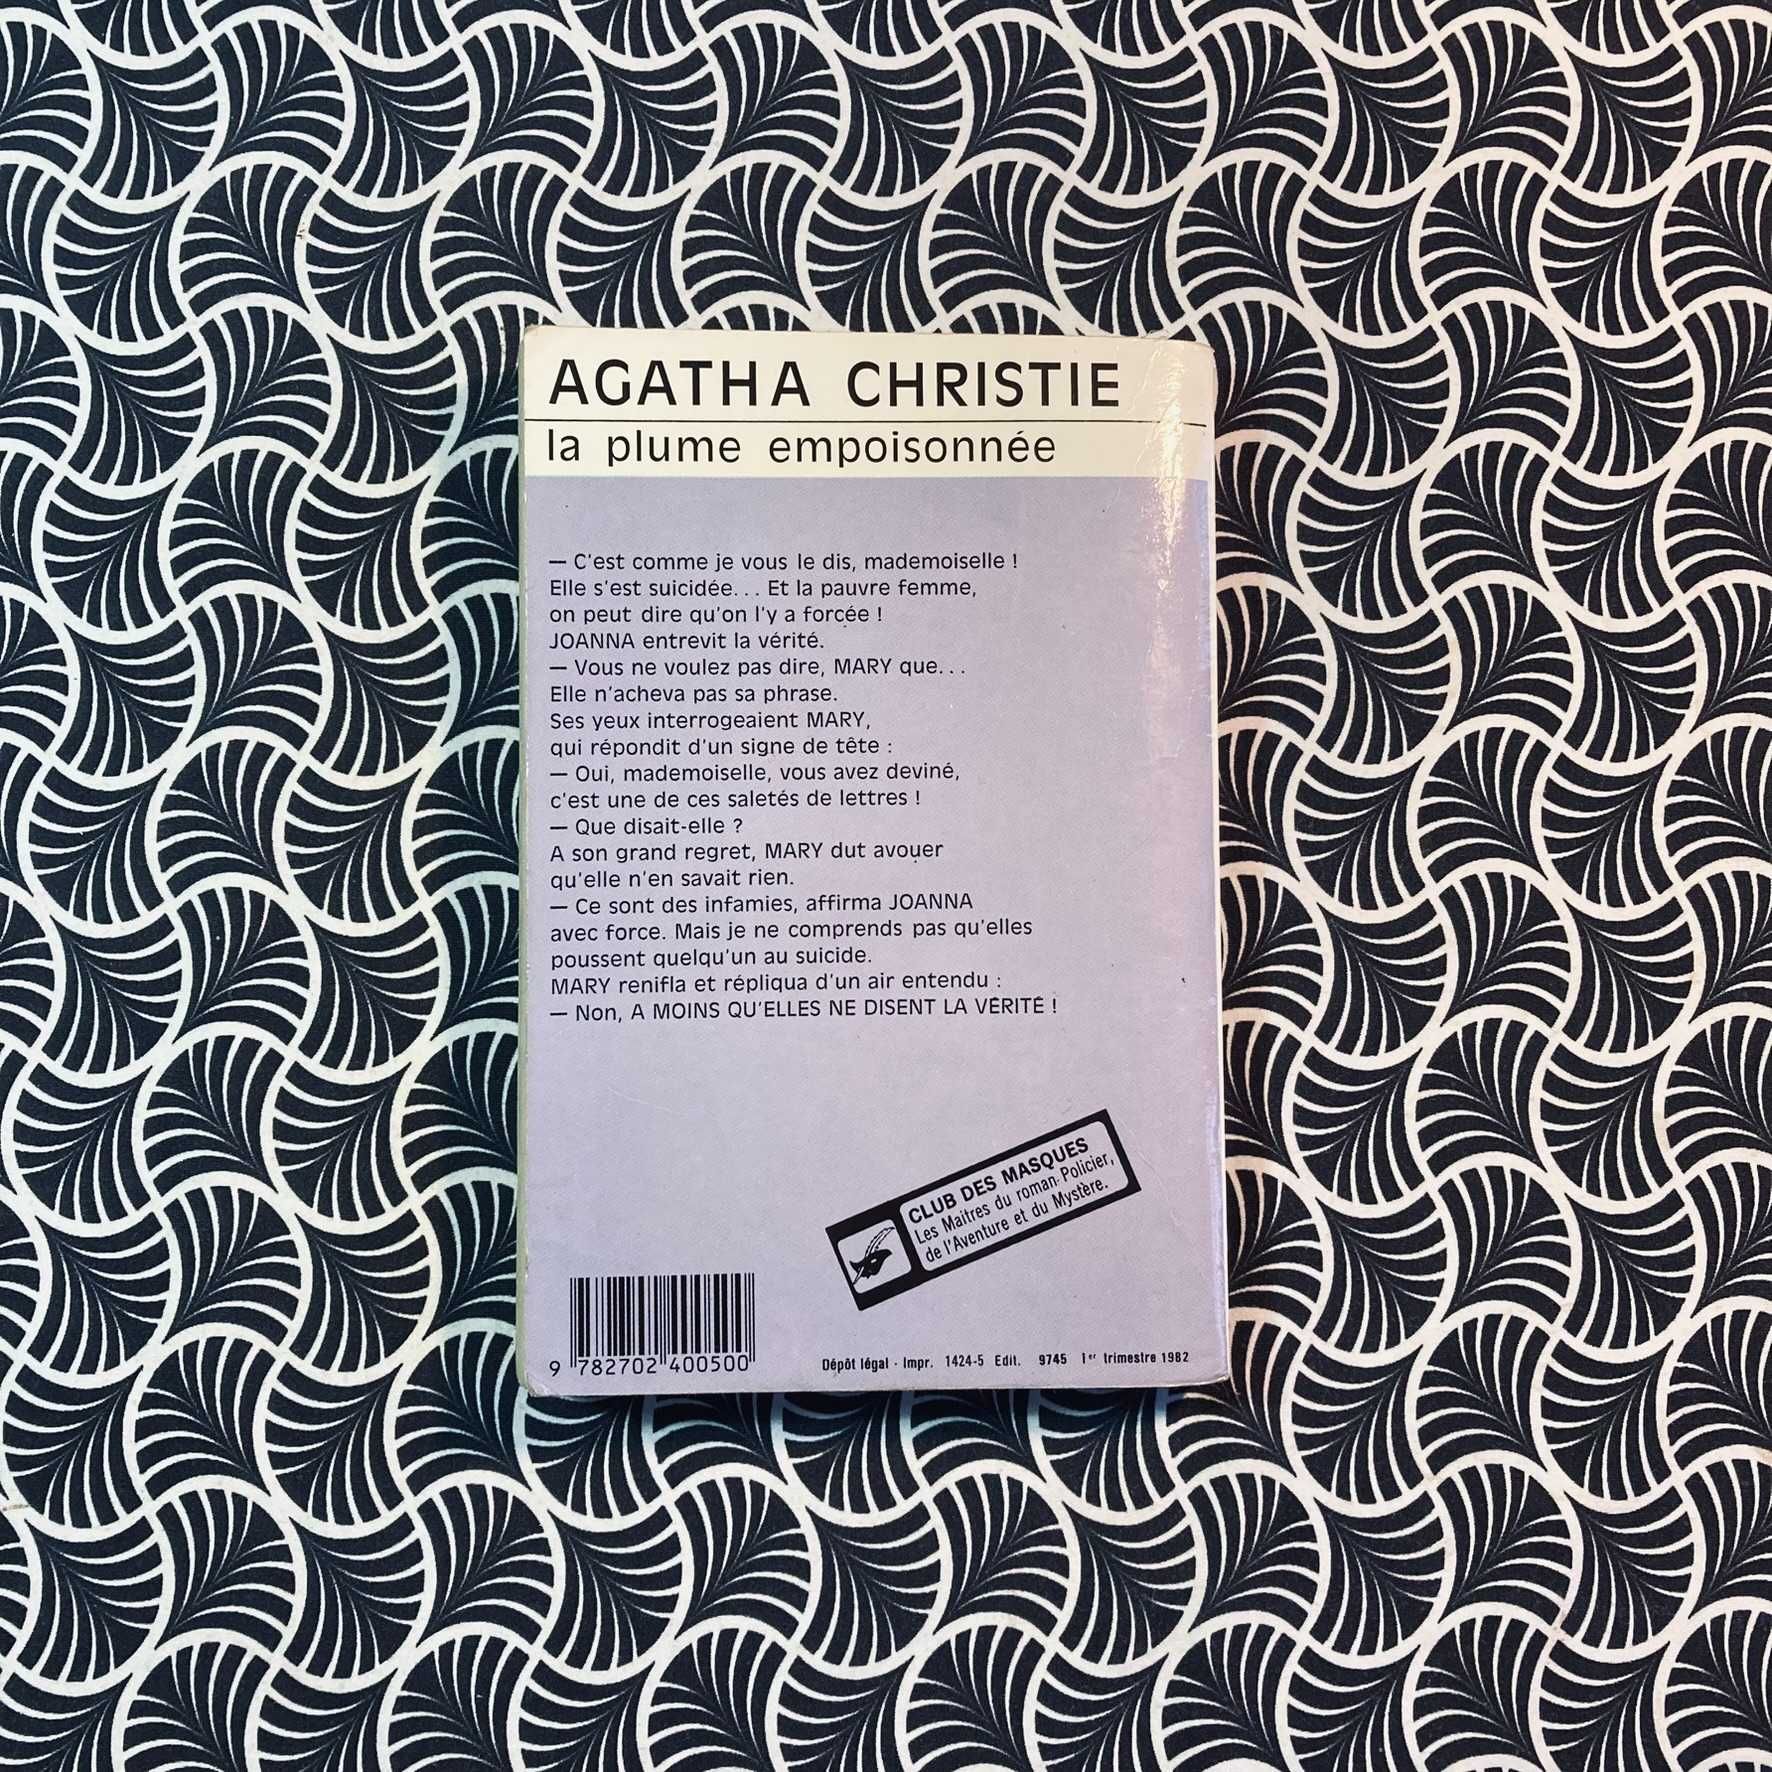 AGATHA CHRISTIE
la plume empoisonnée
— C'est comme je vous le dis, mademoiselle !
Elle s'est suicidée... Et la pauvre femme,
on peut dire qu'on l'y a forcée !
JOANNA entrevit la vérité.
— Vous ne voulez pas dire, MARY que...
Elle n'acheva pas sa phrase.
Ses yeux interrogeaient MARY,
qui répondit d'un signe de tête :
— Oui, mademoiselle, vous avez deviné,
c'est une de ces saletés de lettres !
— Que disait-elle ?
A son grand regret, MARY dut avouer
qu'elle n'en savait rien.
— Ce sont des infamies, affirma JOANNA
avec force. Mais je ne comprends pas qu'elles
poussent quelqu'un au suicide.
MARY renifla et répliqua d'un air entendu :
— Non, A MOINS QU'ELLES NE DISENT LA VÉRITÉ !
CLUB DES MASQUES
Les Maitres du roman Policier,
de l'Aventure et du Mystère.
9 782702 400500
Dépôt légal - Impr. 1424-5 Edit. 9745 1er trimestre 1982